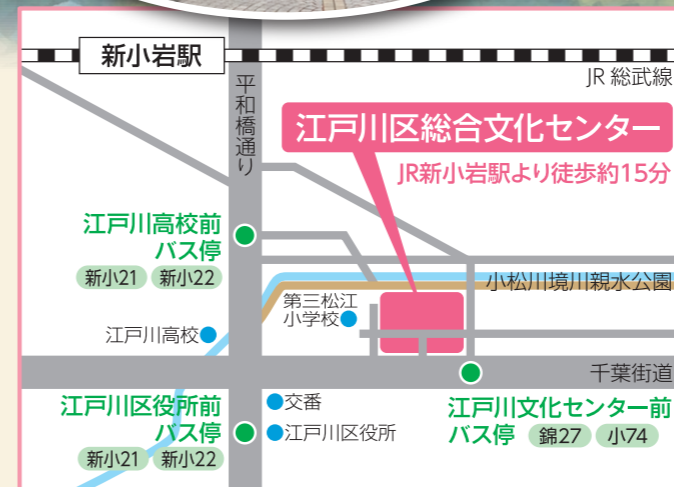 新小岩駅
JR 総武線
平和橋通り
江戸川区総合文化センター
JR新小岩駅より徒歩約15分
江戸川高校前
バス停
新小21 新小22
小松川境川親水公園
第三松江
小学校
江戸川高校
千葉街道
江戸川区役所前
バス停
新小21 新小22
交番
江戸川区役所
江戸川文化センター前
バス停 錦27 小74